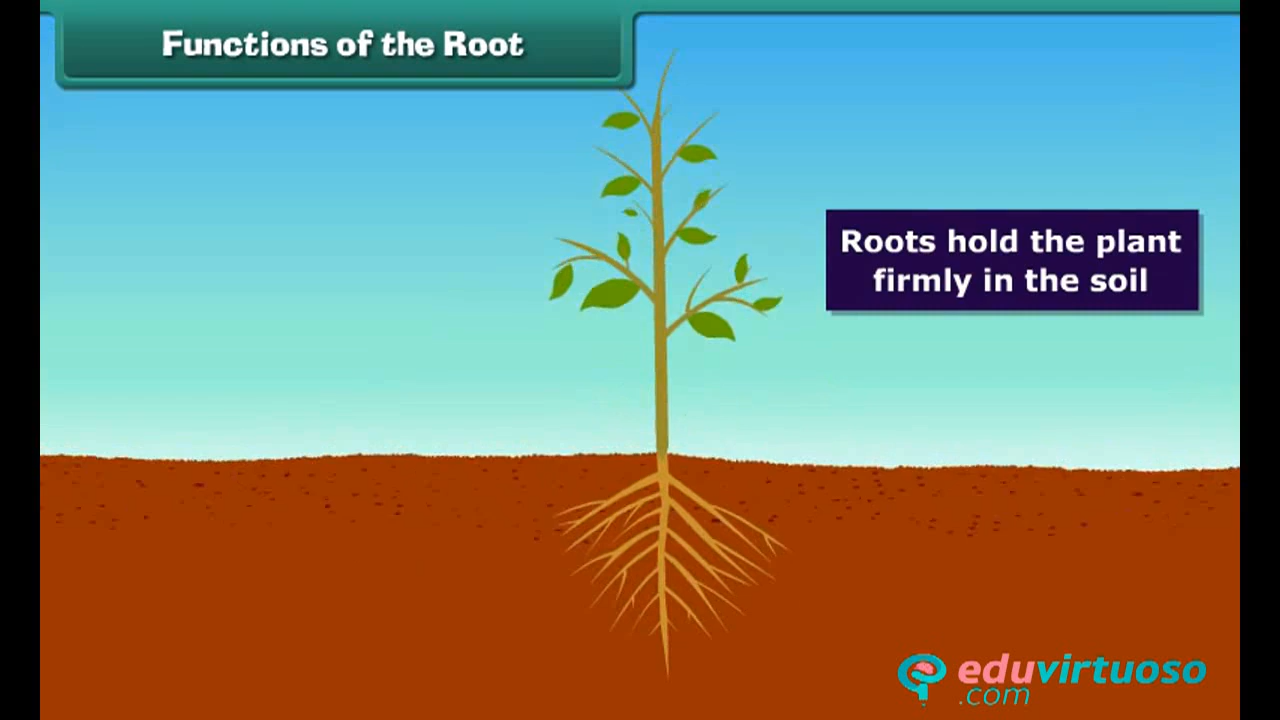 Functions of the Root
Roots hold the plant
firmly in the soil
eduvirtuoso
.com